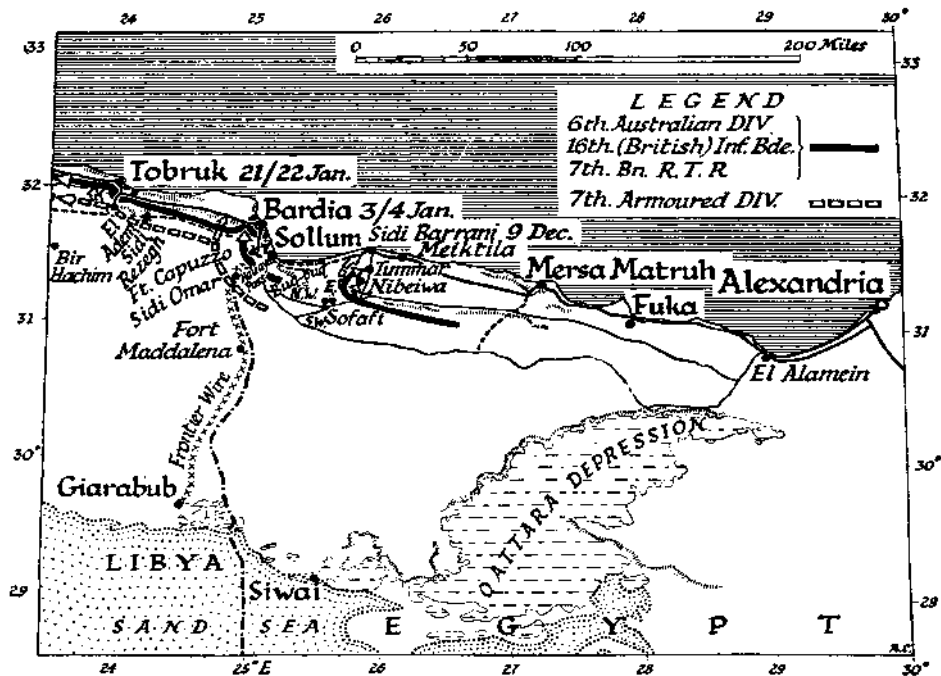 24 25 26 27 28 29 30°
33
33
0 50 100 200 Miles
LEGEND
6th. Australian DIV.
16th. (British) Inf. Bde.
7th. Bn. R.T.R
7th. Armoured DIV.
32
32
Tobruk 21/22 Jan.
Bardia 3/4 Jan.
Sollum
Sidi Barrani 9 Dec.
Meiktila
El Adem
Sidi Rezegh
Ft. Capuzzo
Sidi Omar
Bir Hachim
Tummar
Nibeiwa
Sofafi
Mersa Matruh
Alexandria
Fuka
31
31
Fort
Maddalena
El Alamein
Frontier Wire
30°
30°
Giarabub
QATTARA DEPRESSION
LIBYA
29
29
Siwai
SAND SEA
EGYPT
24 25°E 26 27 28 29 30°